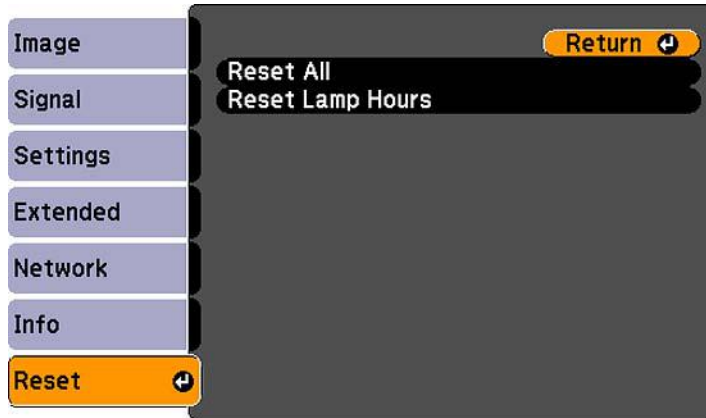 Image
Signal
Settings
Extended
Network
Info
Reset
Return
Reset All
Reset Lamp Hours